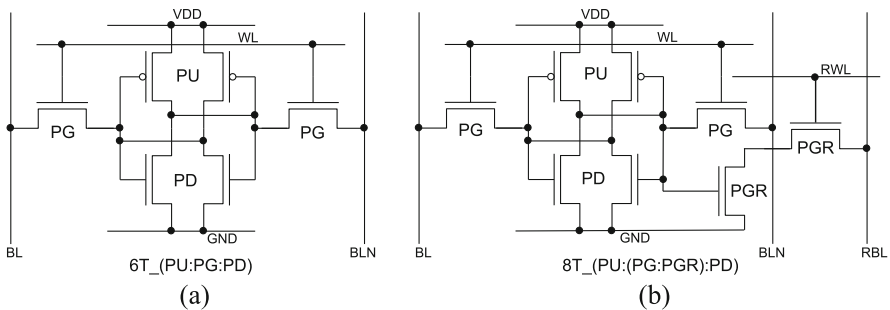 VDD
WL
PU
PG
PG
PD
GND
BL
BLN
6T_(PU:PG:PD)
(a)
VDD
WL
RWL
PU
PG
PG
PGR
PD
PGR
GND
BL
BLN
RBL
8T_(PU:(PG:PGR):PD)
(b)